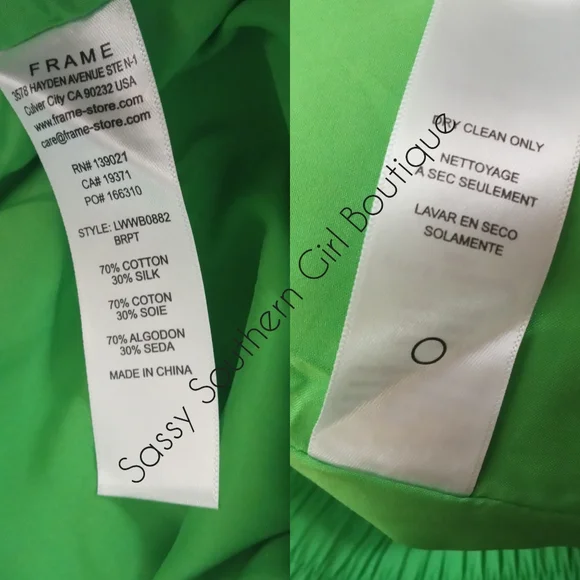 FRAME
3578 HAYDEN AVENUE STE N-1
Culver City CA 90232 USA
www.frame-store.com
care@frame-store.com
RN# 139021
CA# 19371
PO# 166310
STYLE: LWWB0882
BRPT
70% COTTON
30% SILK
70% COTON
30% SOIE
70% ALGODON
30% SEDA
MADE IN CHINA
DRY CLEAN ONLY
NETTOYAGE
A SEC SEULEMENT
LAVAR EN SECO
SOLAMENTE
Sassy Southern Girl Boutique